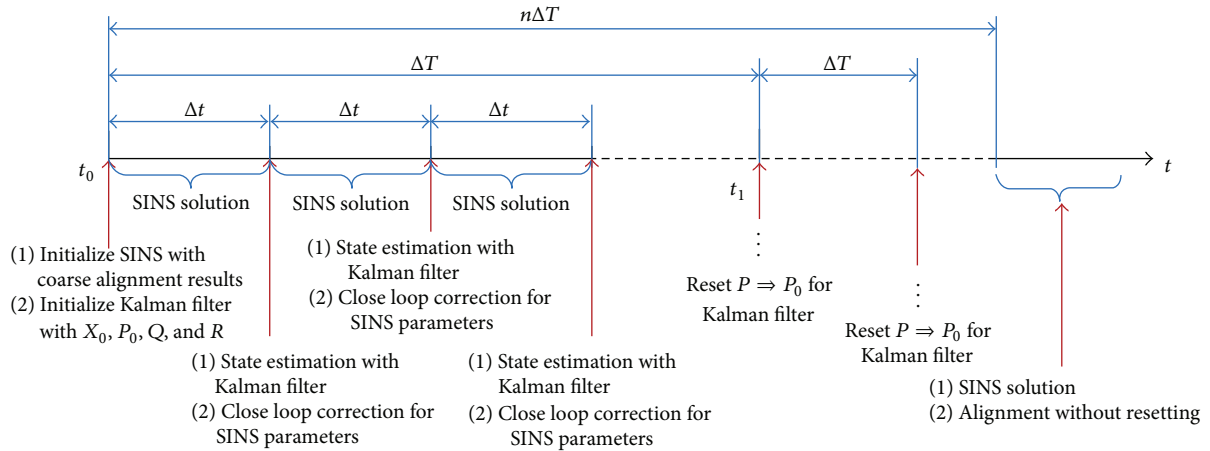 nΔT
ΔT
ΔT
Δt
Δt
Δt
t₀
t₁
t
SINS solution
SINS solution
SINS solution
(1) Initialize SINS with
coarse alignment results
(2) Initialize Kalman filter
with X₀, P₀, Q, and R
(1) State estimation with
Kalman filter
(2) Close loop correction for
SINS parameters
(1) State estimation with
Kalman filter
(2) Close loop correction for
SINS parameters
(1) State estimation with
Kalman filter
(2) Close loop correction for
SINS parameters
⋮
Reset P ⇒ P₀ for
Kalman filter
⋮
Reset P ⇒ P₀ for
Kalman filter
(1) SINS solution
(2) Alignment without resetting